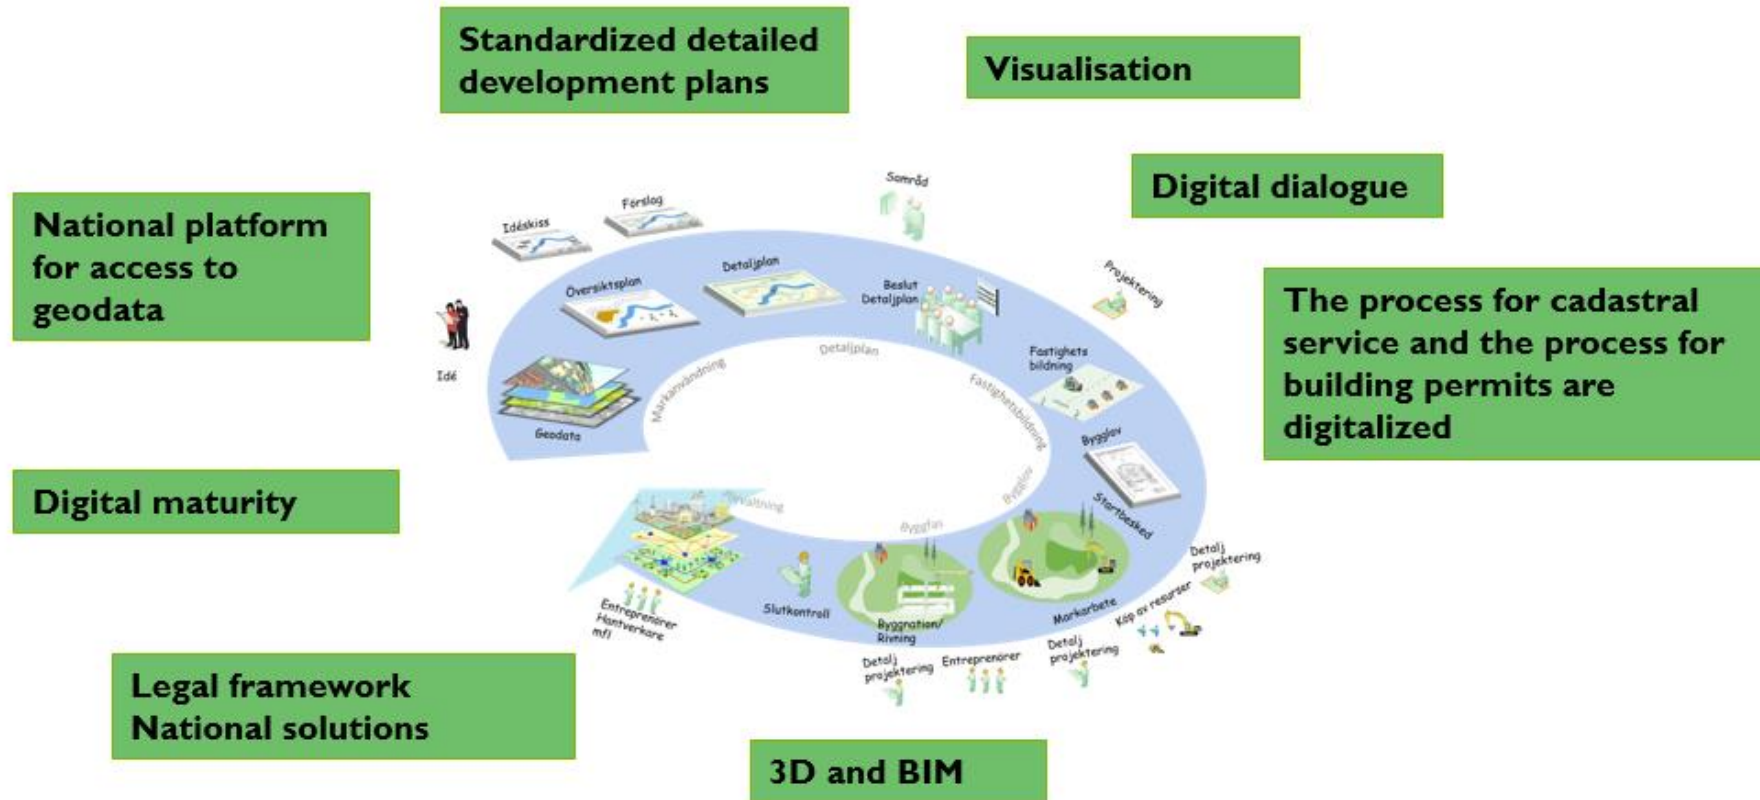 Standardized detailed
development plans
Visualisation
Digital dialogue
National platform
for access to
geodata
The process for cadastral
service and the process for
building permits are
digitalized
Digital maturity
Legal framework
National solutions
3D and BIM
Idé
Idéskiss
Förslag
Samråd
Projektering
Geodata
Översiktsplan
Detaljplan
Beslut
Detaljplan
Fastighets
bildning
Bygglov
Startbesked
Markanvändning
Detaljplan
Fastighetsbildning
Bygglov
Byggfas
Markarbete
Byggnation/
Rivning
Slutkontroll
Detalj
projektering
Köp av resurser
Detalj
projektering
Entreprenörer
Detalj
projektering
Entreprenörer
Hantverkare
mfl